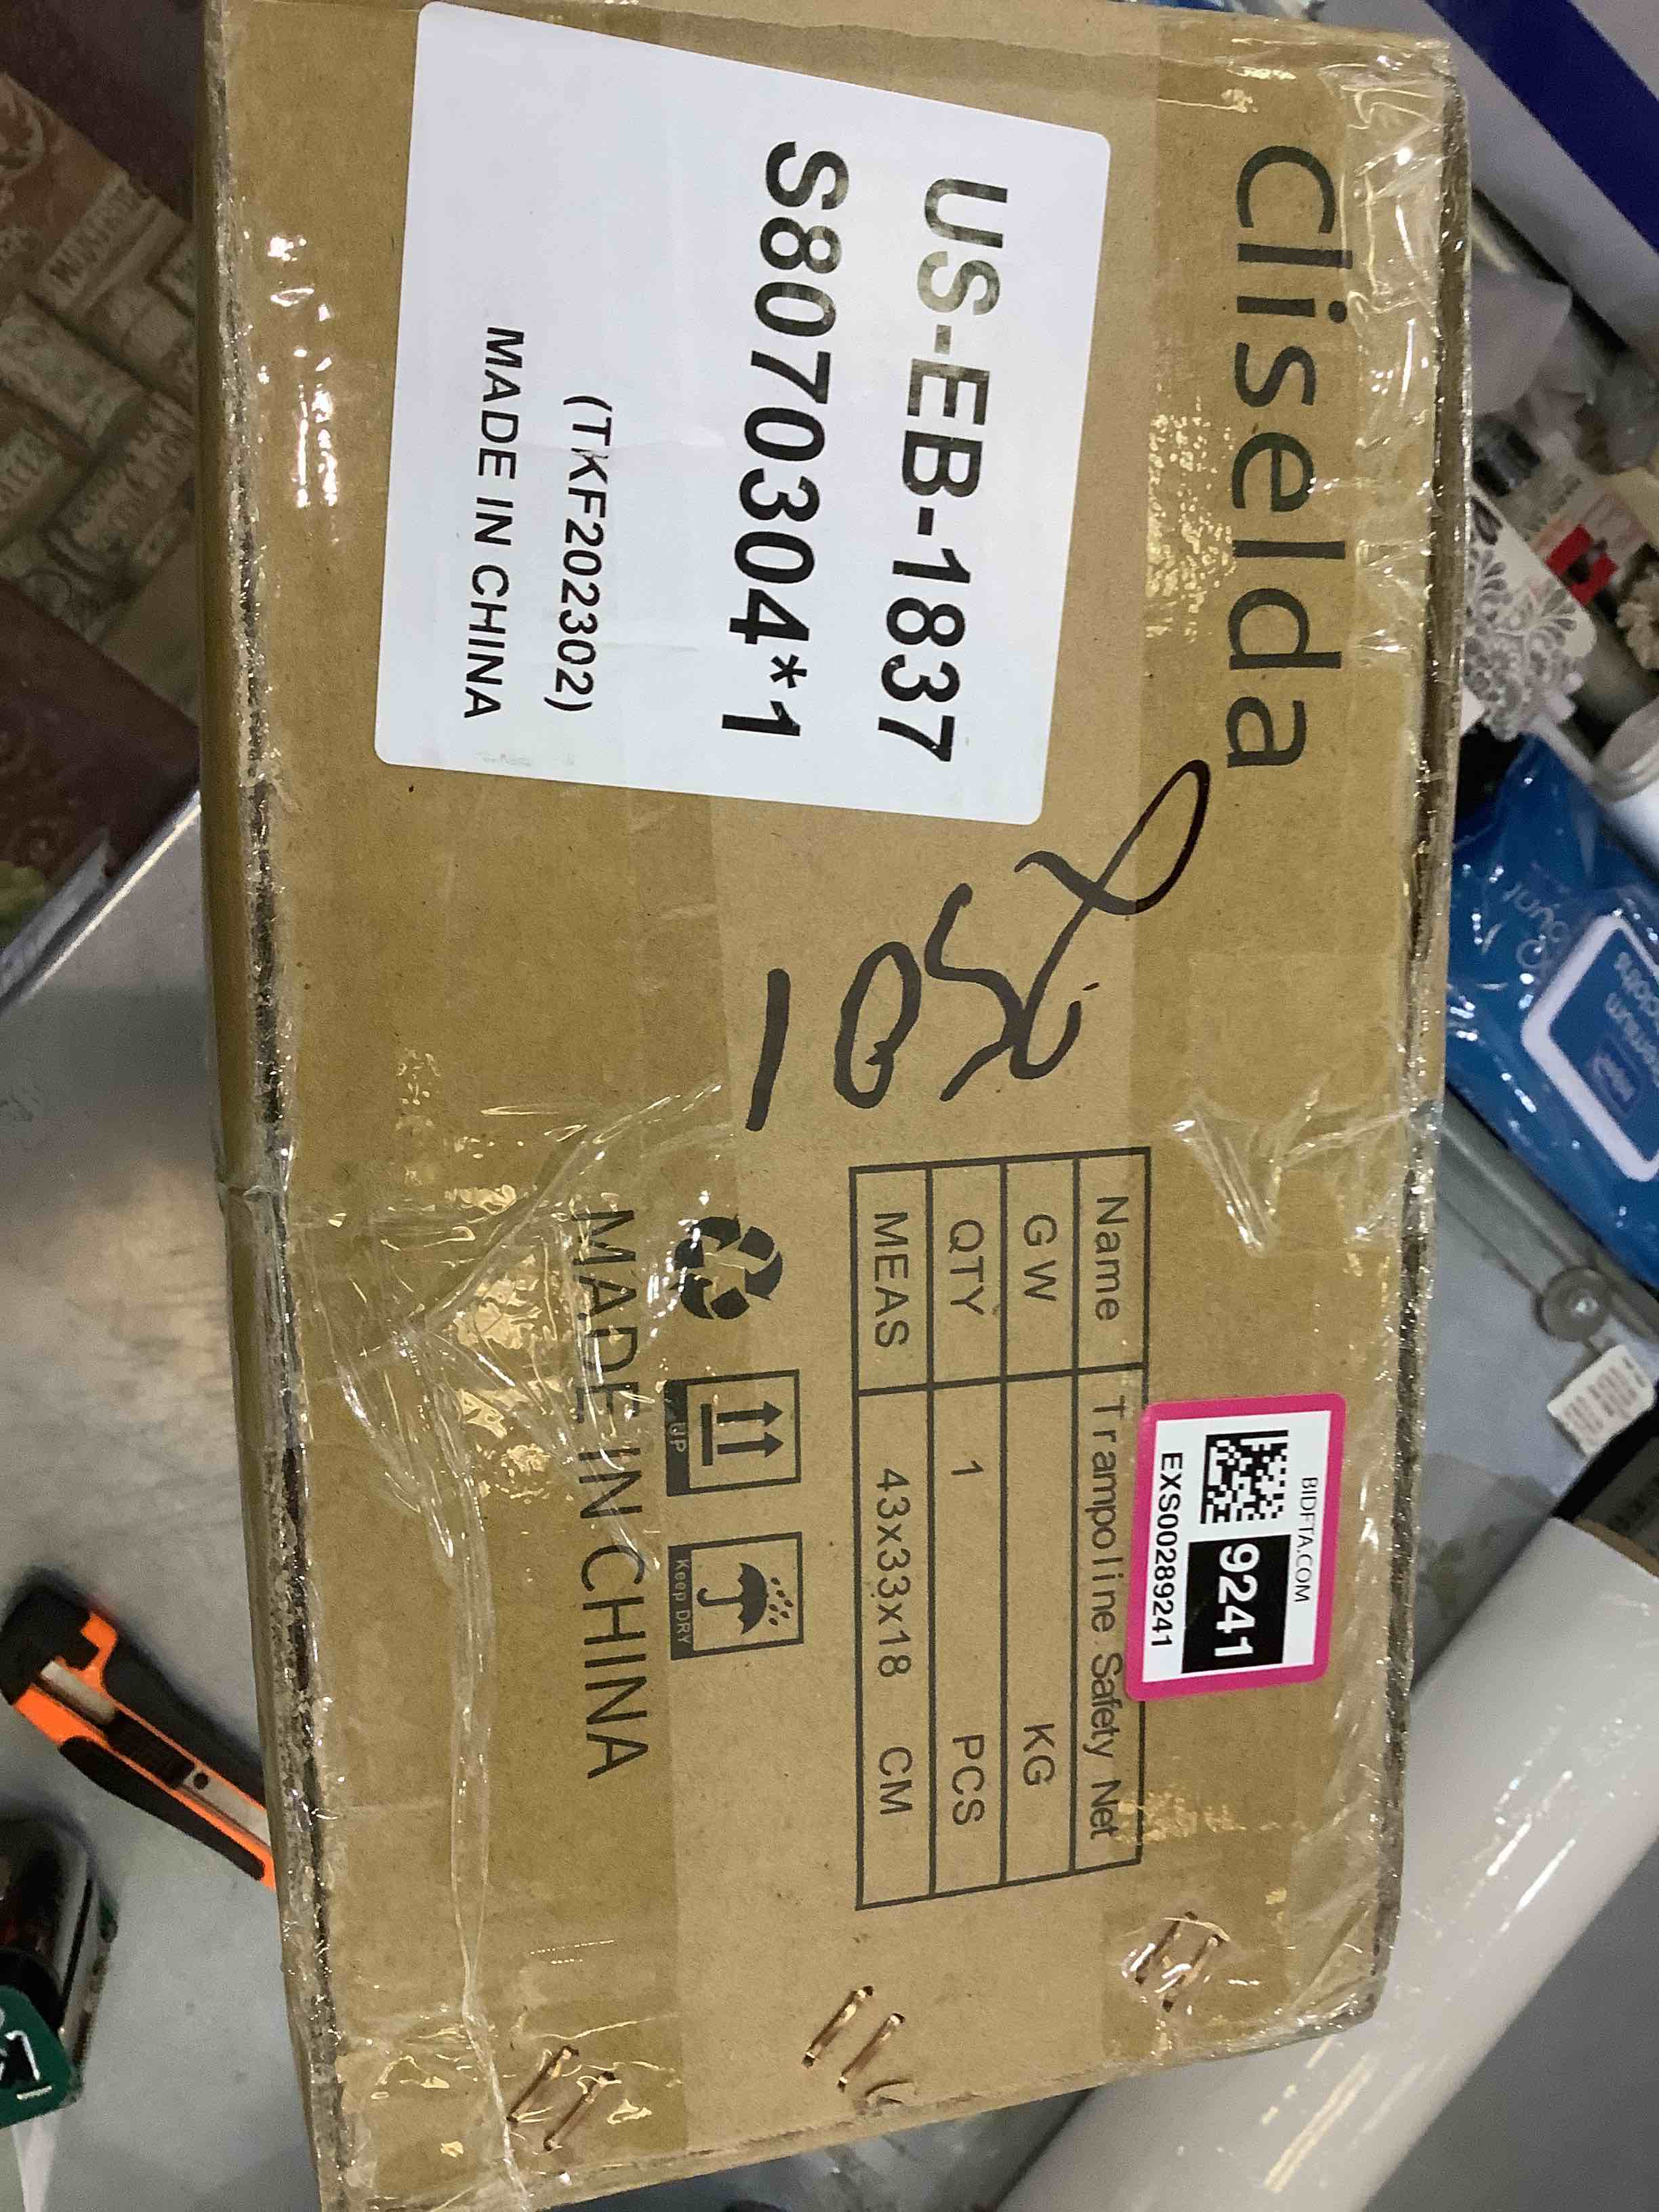 Cliselda
US-EB-1837
S8070304*1
(TKF202302)
MADE IN CHINA
BIDFTA.COM
9241
EXS00289241
Name Trampoline Safety Net
GW KG
QTY 1 PCS
MEAS 43x33x18 CM
UP
Keep DRY
MADE IN CHINA